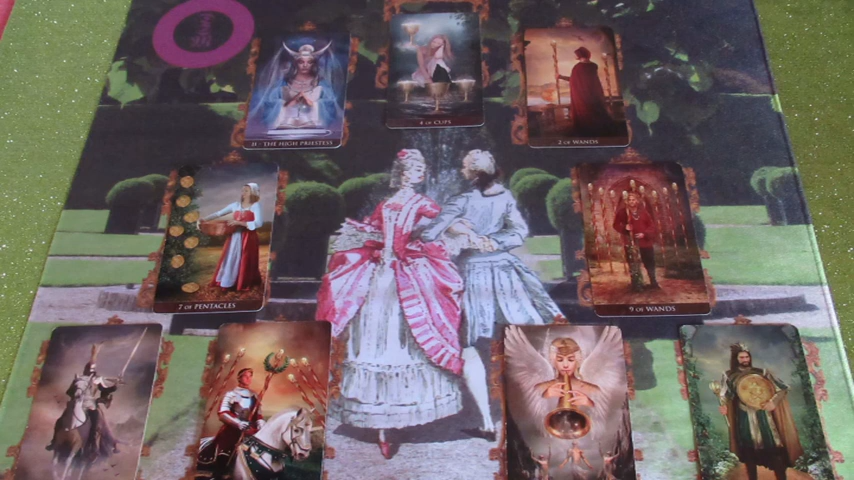 II - THE HIGH PRIESTESS
4 OF CUPS
2 OF WANDS
7 OF PENTACLES
9 OF WANDS